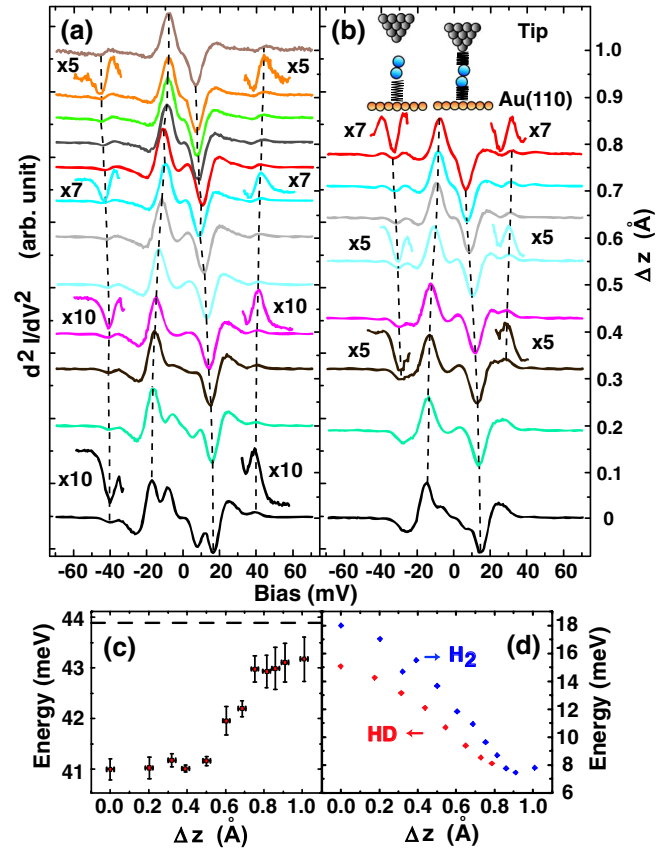 (a)
x5
x7
x10
x10
d² I/dV² (arb. unit)
-60 -40 -20 0 20 40 60
Bias (mV)
(b)
Tip
Au(110)
x7
x7
x5
x5
x5
x5
1.0
0.9
0.8
0.7
0.6
0.5
0.4
0.3
0.2
0
Δ z (Å)
-60 -40 -20 0 20 40 60
x5
x7
x10
x10
(c)
44
43
42
41
Energy (meV)
0.0 0.2 0.4 0.6 0.8 1.0
Δ z (Å)
(d)
H2
HD
18
16
14
12
10
8
6
Energy (meV)
0.0 0.2 0.4 0.6 0.8 1.0
Δ z (Å)